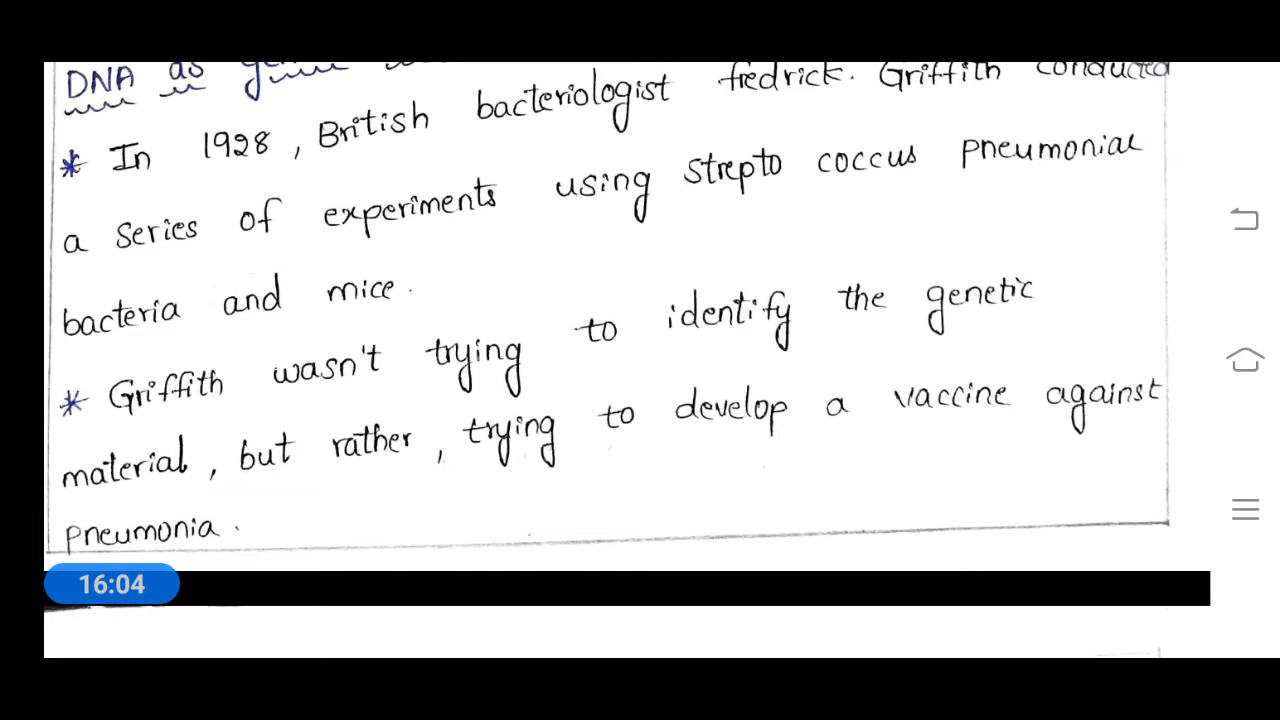 DNA as
* In 1928, British bacteriologist fredrick. Griffith conducted
a series of experiments using strepto coccus pneumoniae
bacteria and mice.
* Griffith wasn't trying to identify the genetic
material, but rather, trying to develop a vaccine against
pneumonia.
16:04